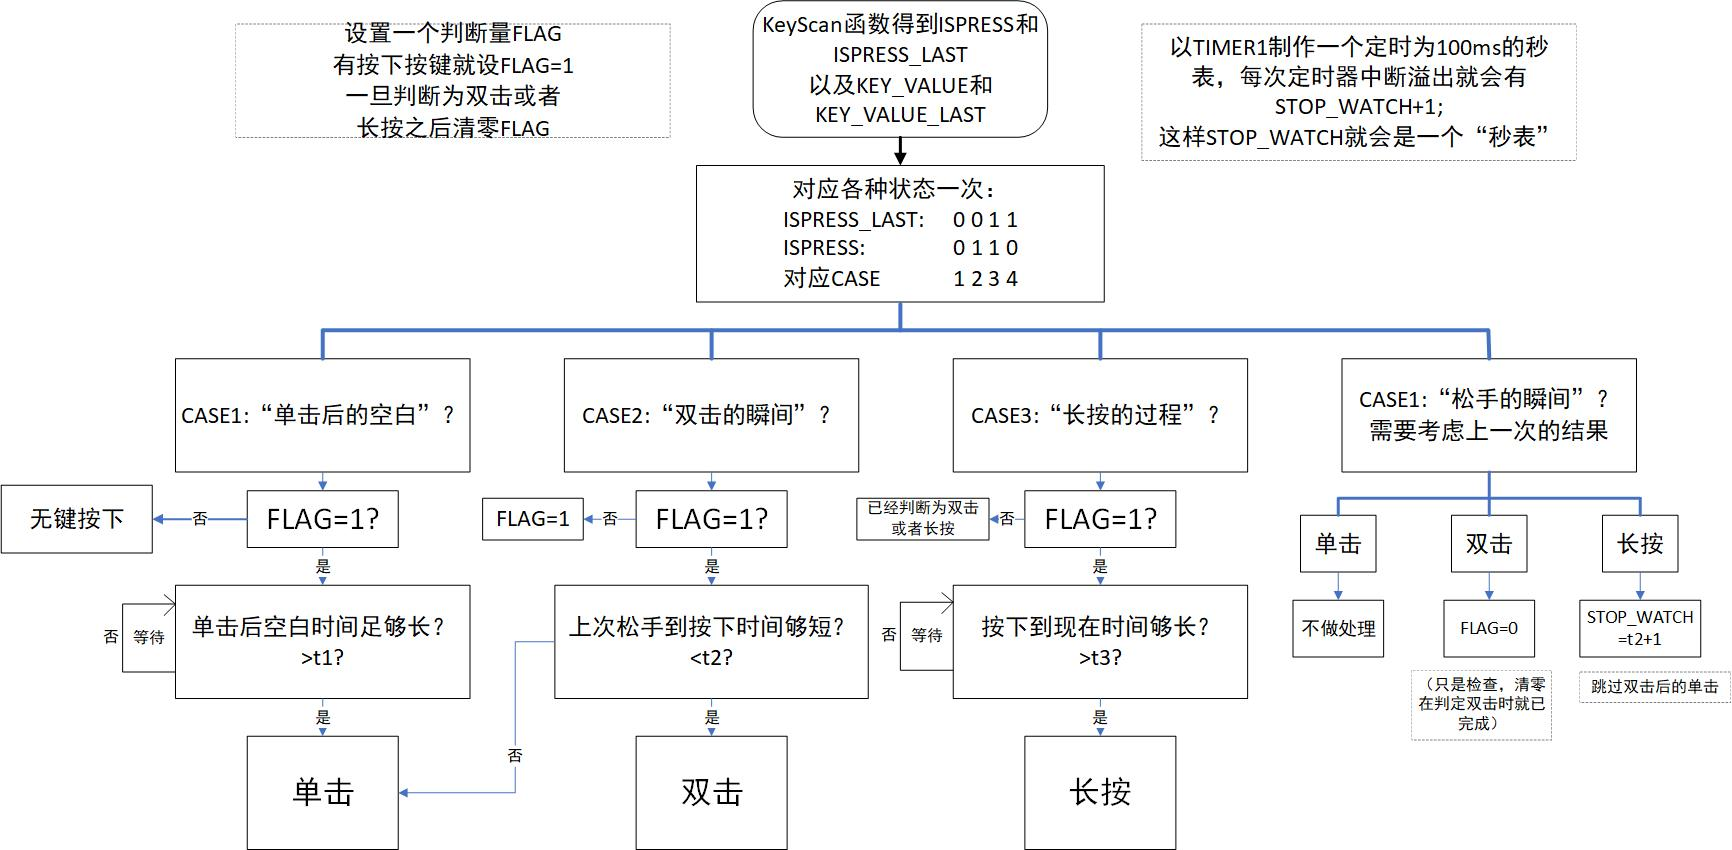 设置一个判断量FLAG
有按下按键就设FLAG=1
一旦判断为双击或者
长按之后清零FLAG
KeyScan函数得到ISPRESS和
ISPRESS_LAST
以及KEY_VALUE和
KEY_VALUE_LAST
以TIMER1制作一个定时为100ms的秒
表，每次定时器中断溢出就会有
STOP_WATCH+1;
这样STOP_WATCH就会是一个“秒表”
对应各种状态一次：
ISPRESS_LAST: 0 0 1 1
ISPRESS: 0 1 1 0
对应CASE 1 2 3 4
CASE1:“单击后的空白”？
CASE2:“双击的瞬间”？
CASE3:“长按的过程”？
CASE1:“松手的瞬间”？
需要考虑上一次的结果
无键按下
否
FLAG=1?
FLAG=1
否
FLAG=1?
已经判断为双击
或者长按
否
FLAG=1?
单击
双击
长按
是
是
是
否
等待
单击后空白时间足够长？
>t1?
上次松手到按下时间够短？
<t2?
否
等待
按下到现在时间够长？
>t3?
不做处理
FLAG=0
STOP_WATCH
=t2+1
（只是检查，清零
在判定双击时就已
完成）
跳过双击后的单击
是
否
是
是
单击
双击
长按